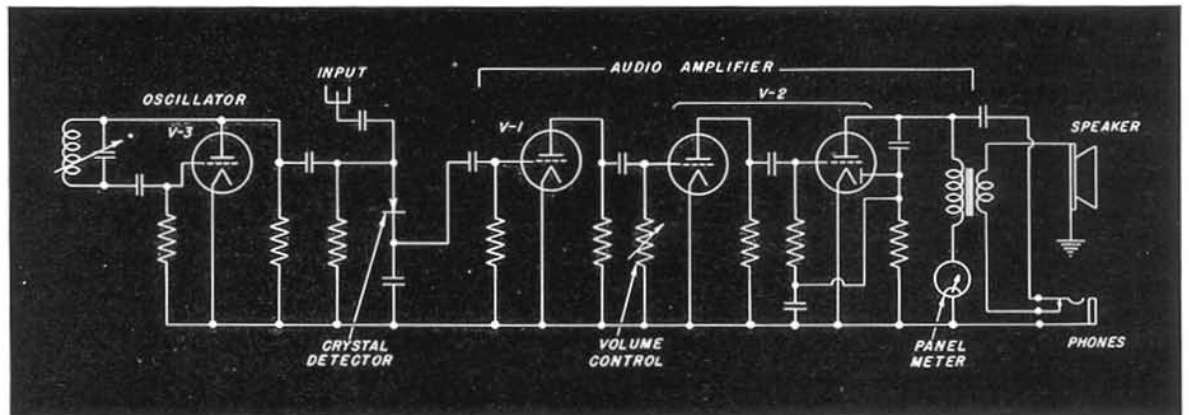 INPUT
AUDIO AMPLIFIER
OSCILLATOR
V-3
V-1
V-2
SPEAKER
CRYSTAL
DETECTOR
VOLUME
CONTROL
PANEL
METER
PHONES